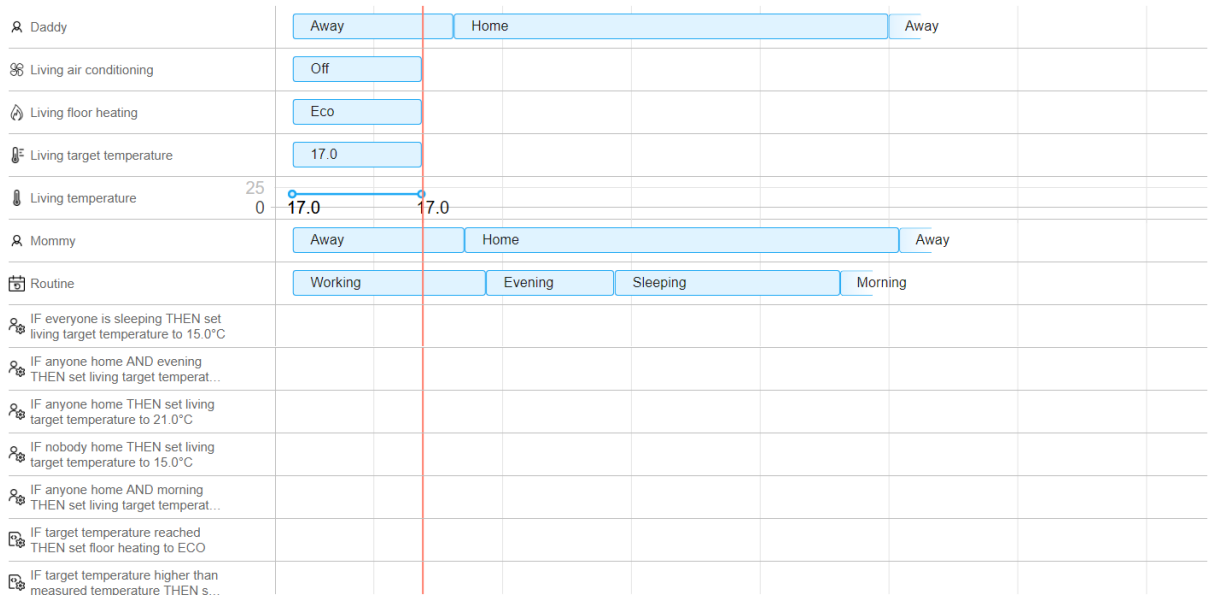 Daddy
Away
Home
Away
Living air conditioning
Off
Living floor heating
Eco
Living target temperature
17.0
Living temperature
25
0
17.0
17.0
Mommy
Away
Home
Away
Routine
Working
Evening
Sleeping
Morning
IF everyone is sleeping THEN set
living target temperature to 15.0°C
IF anyone home AND evening
THEN set living target temperat...
IF anyone home THEN set living
target temperature to 21.0°C
IF nobody home THEN set living
target temperature to 15.0°C
IF anyone home AND morning
THEN set living target temperat...
IF target temperature reached
THEN set floor heating to ECO
IF target temperature higher than
measured temperature THEN s...